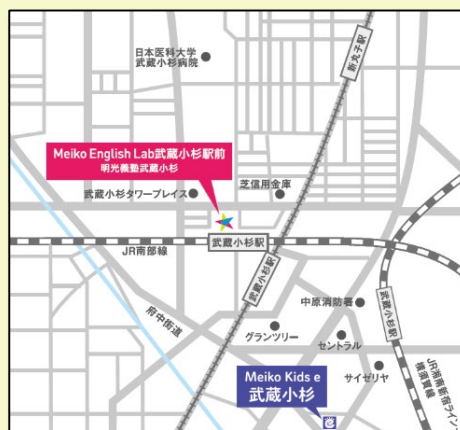 日本医科大学
武蔵小杉病院
新丸子駅
Meiko English Lab武蔵小杉駅前
明光義塾武蔵小杉
武蔵小杉タワープレイス
芝信用金庫
武蔵小杉駅
JR南部線
武蔵小杉駅
府中街道
中原消防署
武蔵小杉駅
グランツリー
セントラル
サイゼリヤ
JR湘南新宿ライン
横須賀線
Meiko Kids e
武蔵小杉